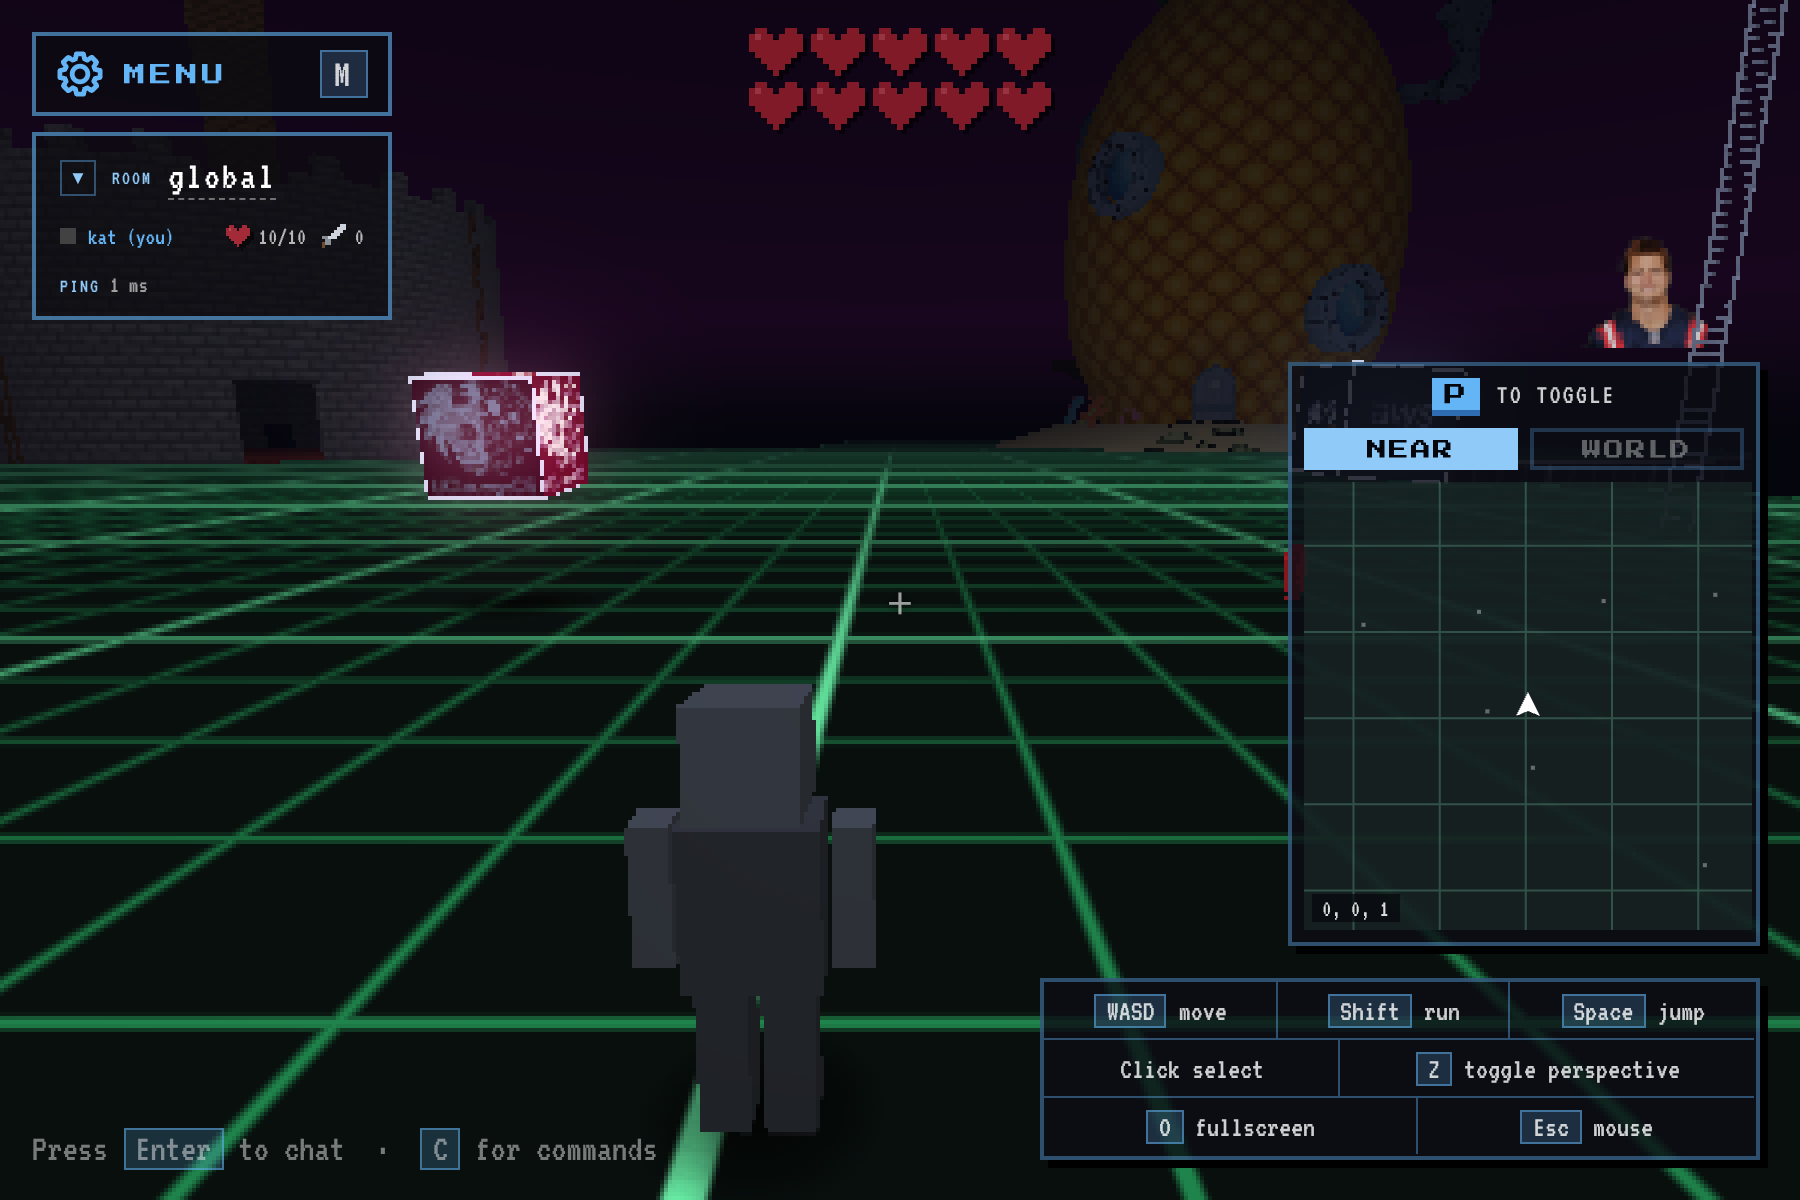 MENU M
ROOM global
kat (you) 10/10 0
PING 1 ms
P TO TOGGLE
NEAR WORLD
0, 0, 1
WASD move Shift run Space jump
Click select Z toggle perspective
O fullscreen Esc mouse
Press Enter to chat · C for commands